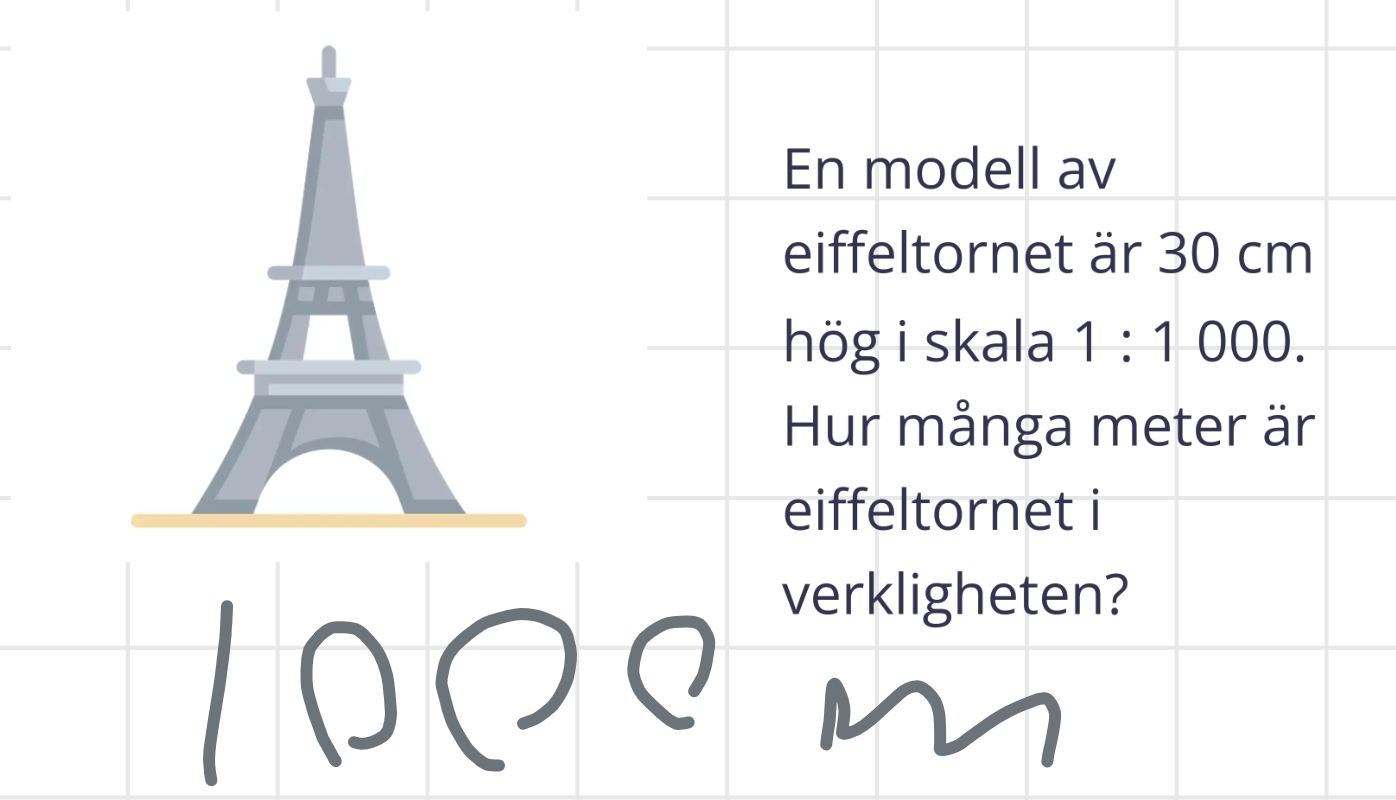 En modell av
eiffeltornet är 30 cm
hög i skala 1 : 1 000.
Hur många meter är
eiffeltornet i
verkligheten?
1000 m